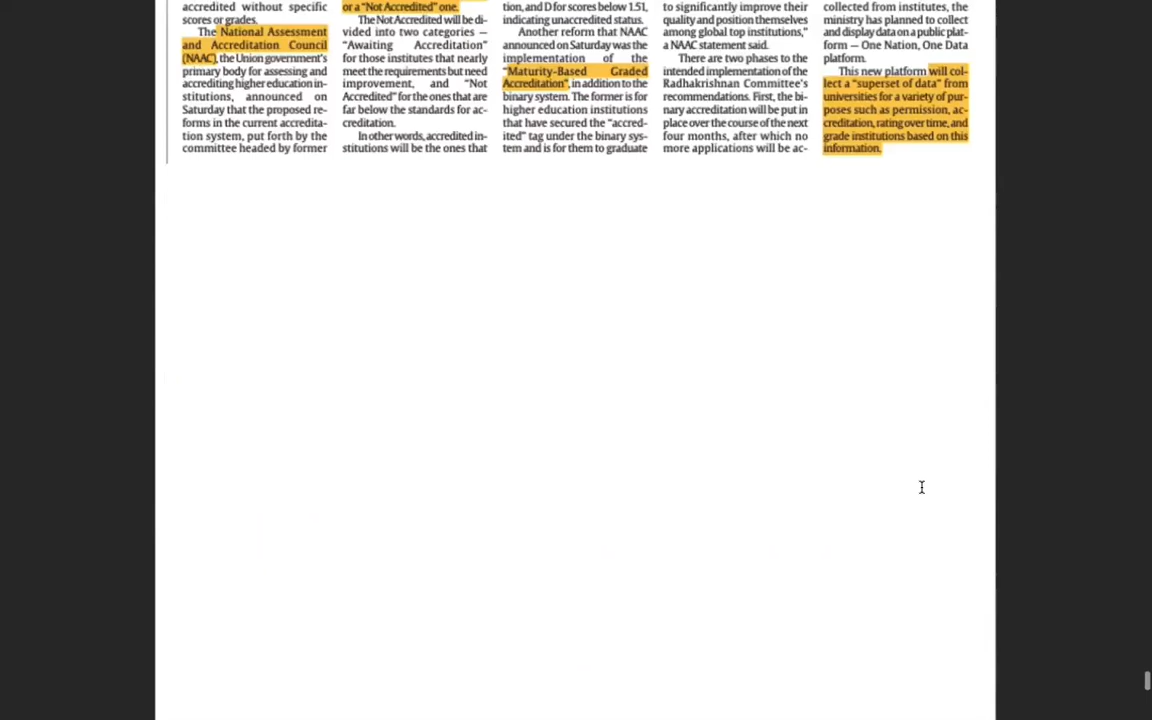 accredited without specific
scores or grades.
The National Assessment
and Accreditation Council
(NAAC), the Union government's
primary body for assessing and
accrediting higher education in-
stitutions, announced on
Saturday that the proposed re-
forms in the current accredita-
tion system, put forth by the
committee headed by former
or a "Not Accredited" one.
The Not Accredited will be di-
vided into two categories —
"Awaiting Accreditation"
for those institutes that nearly
meet the requirements but need
improvement, and "Not
Accredited" for the ones that are
far below the standards for ac-
creditation.
In other words, accredited in-
stitutions will be the ones that
tion, and D for scores below 1.51,
indicating unaccredited status.
Another reform that NAAC
announced on Saturday was the
implementation of the
"Maturity-Based Graded
Accreditation", in addition to the
binary system. The former is for
higher education institutions
that have secured the "accred-
ited" tag under the binary sys-
tem and is for them to graduate
to significantly improve their
quality and position themselves
among global top institutions,"
a NAAC statement said.
There are two phases to the
intended implementation of the
Radhakrishnan Committee's
recommendations. First, the bi-
nary accreditation will be put in
place over the course of the next
four months, after which no
more applications will be ac-
collected from institutes, the
ministry has planned to collect
and display data on a public plat-
form — One Nation, One Data
platform.
This new platform will col-
lect a "superset of data" from
universities for a variety of pur-
poses such as permission, ac-
creditation, rating over time, and
grade institutions based on this
information.